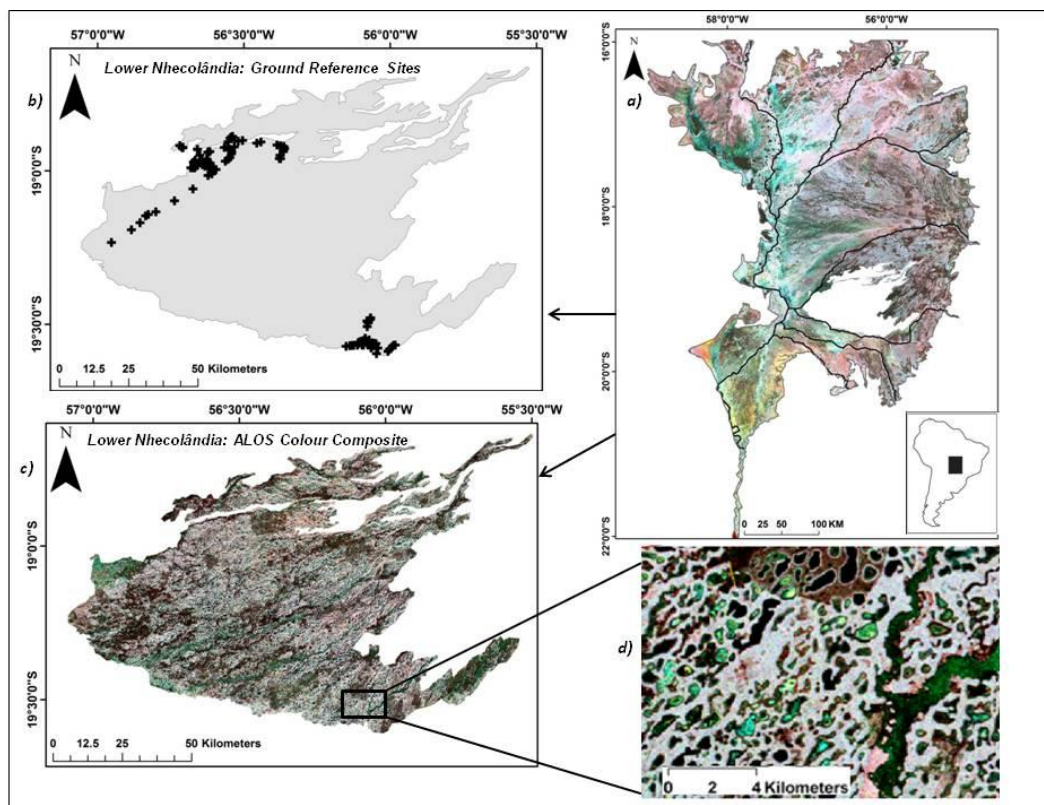 57°0'0"W 56°30'0"W 56°0'0"W 55°30'0"W
N
Lower Nhecolândia: Ground Reference Sites
b)
19°0'0"S
19°30'0"S
0 12.5 25 50 Kilometers
58°0'0"W 56°0'0"W
N
a)
16°0'0"S
18°0'0"S
20°0'0"S
22°0'0"S
0 25 50 100 KM
57°0'0"W 56°30'0"W 56°0'0"W 55°30'0"W
N
Lower Nhecolândia: ALOS Colour Composite
c)
19°0'0"S
19°30'0"S
0 12.5 25 50 Kilometers
d)
0 2 4 Kilometers